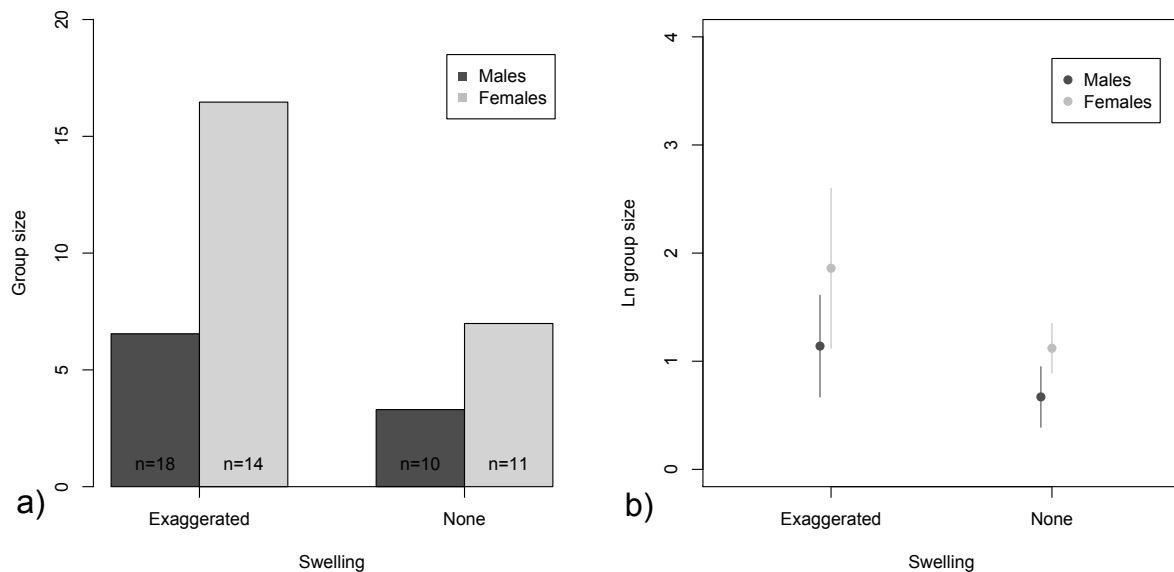 20
15
10
5
0
Group size
Males
Females
n=18
n=14
n=10
n=11
Exaggerated
None
Swelling
a)
4
3
2
1
0
Ln group size
Males
Females
Exaggerated
None
Swelling
b)